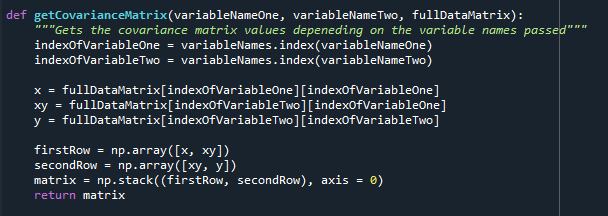 def getCovarianceMatrix(variableNameOne, variableNameTwo, fullDataMatrix):
"""Gets the covariance matrix values depeneding on the variable names passed"""
indexOfVariableOne = variableNames.index(variableNameOne)
indexOfVariableTwo = variableNames.index(variableNameTwo)
x = fullDataMatrix[indexOfVariableOne][indexOfVariableOne]
xy = fullDataMatrix[indexOfVariableTwo][indexOfVariableOne]
y = fullDataMatrix[indexOfVariableTwo][indexOfVariableTwo]
firstRow = np.array([x, xy])
secondRow = np.array([xy, y])
matrix = np.stack((firstRow, secondRow), axis = 0)
return matrix